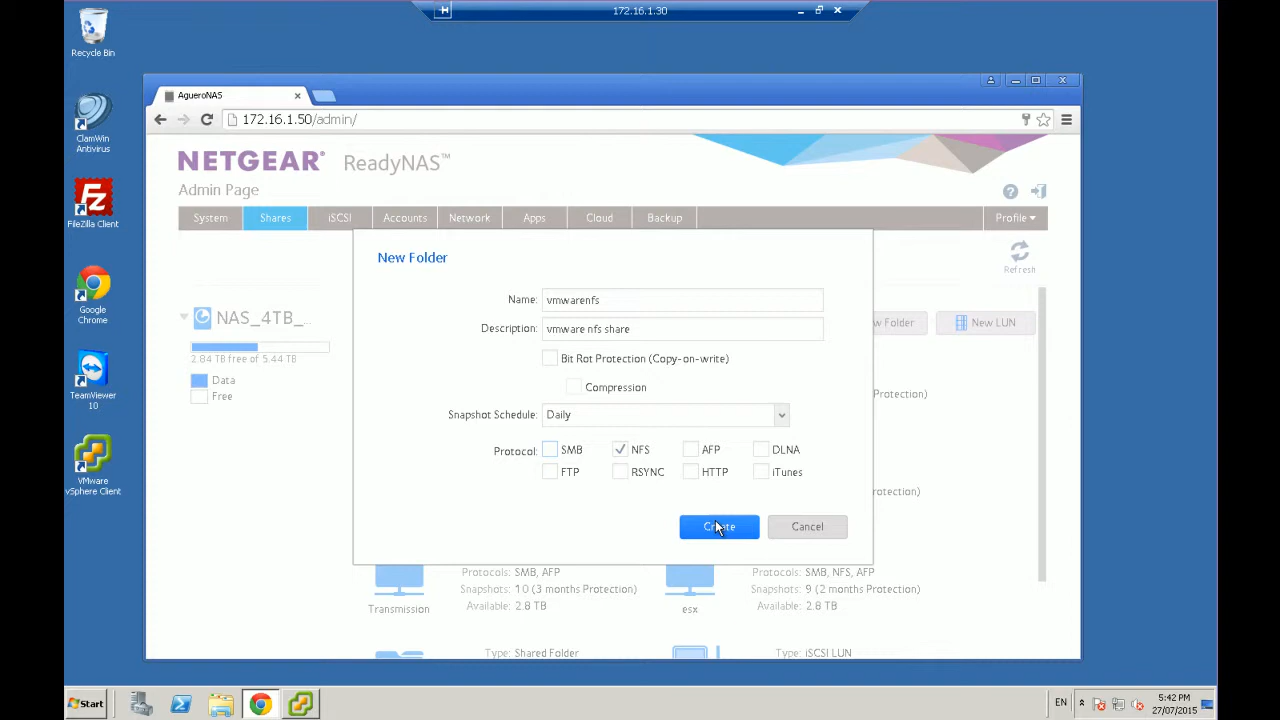 172.16.1.30
Recycle Bin
ClamWin
Antivirus
FileZilla Client
Google
Chrome
TeamViewer
10
VMware
vSphere Client
AgueroNAS
172.16.1.50/admin/
NETGEAR® ReadyNAS™
Admin Page
System Shares iSCSI Accounts Network Apps Cloud Backup Profile
Refresh
NAS_4TB_...
2.84 TB free of 5.44 TB
Data
Free
w Folder New LUN
New Folder
Name: vmwarenfs
Description: vmware nfs share
Bit Rot Protection (Copy-on-write)
Compression
Snapshot Schedule: Daily
Protocol: SMB NFS AFP DLNA
FTP RSYNC HTTP iTunes
Create Cancel
Protection)
otection)
Protocols: SMB, AFP
Snapshots: 10 (3 months Protection)
Available: 2.8 TB
Transmission
Protocols: SMB, NFS, AFP
Snapshots: 9 (2 months Protection)
Available: 2.8 TB
esx
Type: Shared Folder
Type: iSCSI LUN
Start
EN
5:42 PM
27/07/2015